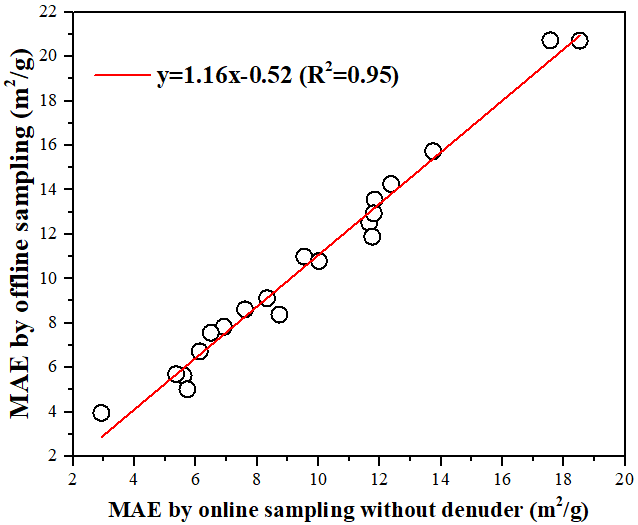 22
20
18
16
14
12
10
8
6
4
2
MAE by offline sampling (m²/g)
y=1.16x-0.52 (R²=0.95)
2 4 6 8 10 12 14 16 18 20
MAE by online sampling without denuder (m²/g)